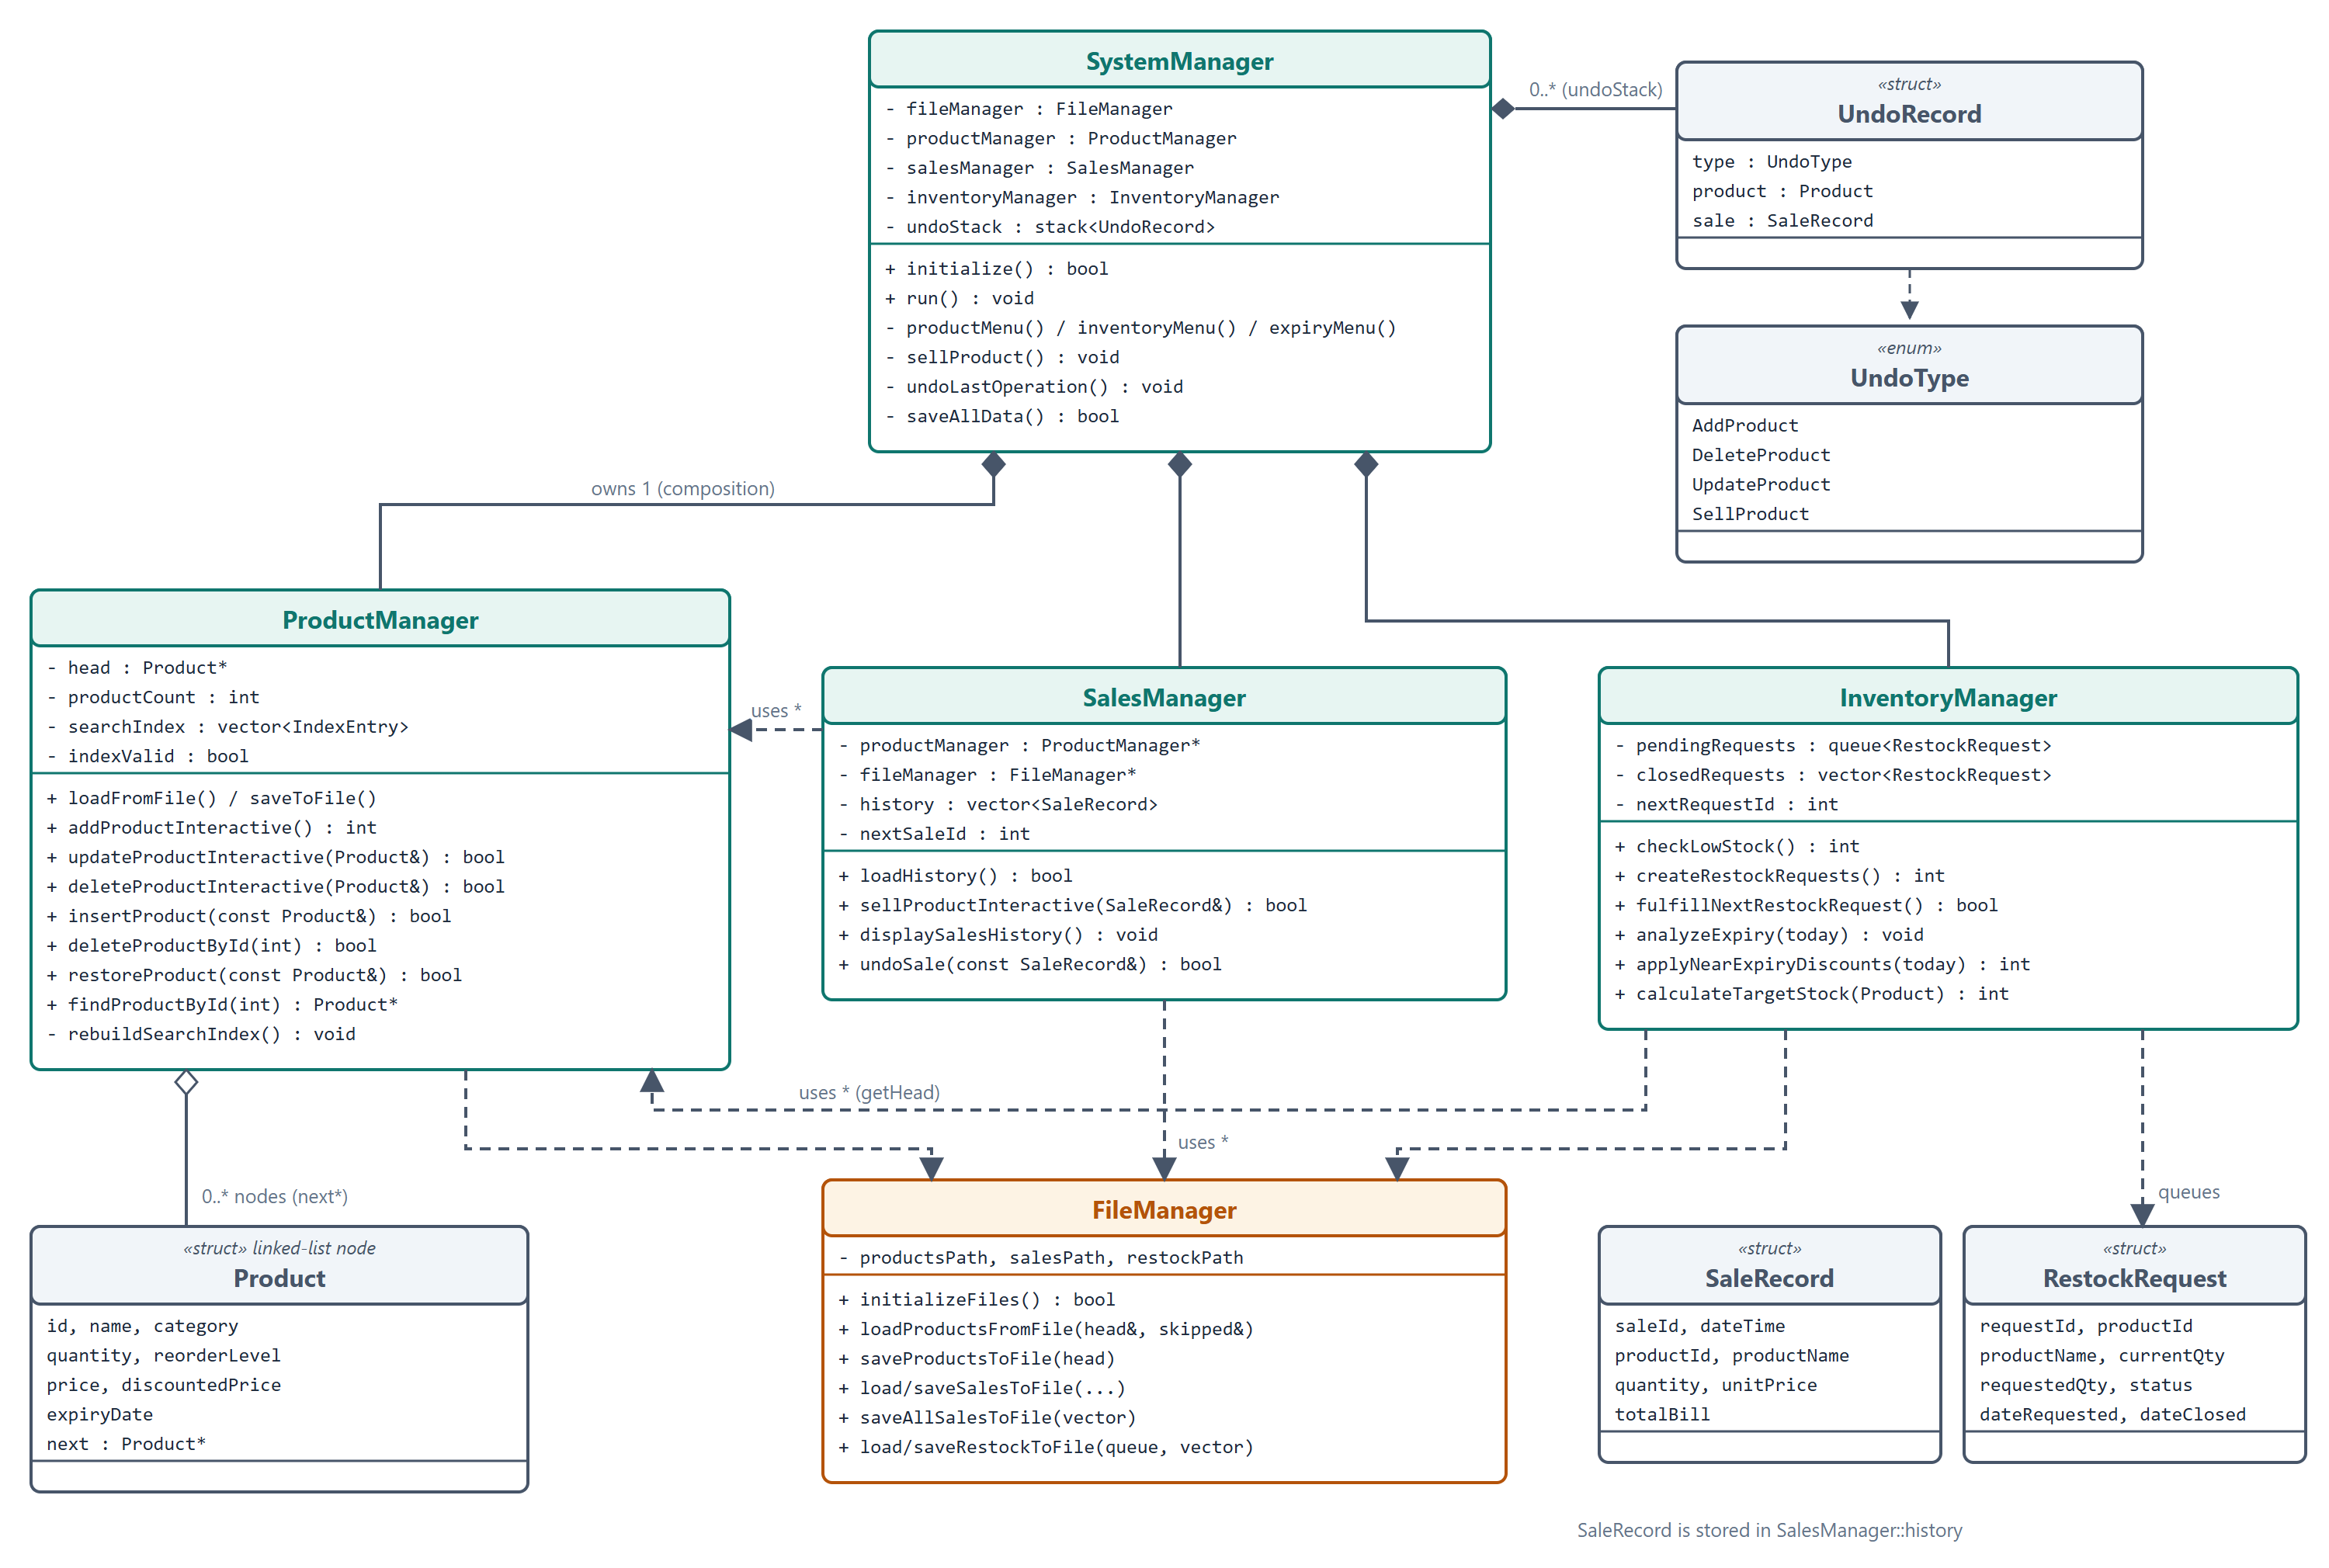 SystemManager
- fileManager : FileManager
- productManager : ProductManager
- salesManager : SalesManager
- inventoryManager : InventoryManager
- undoStack : stack<UndoRecord>
+ initialize() : bool
+ run() : void
- productMenu() / inventoryMenu() / expiryMenu()
- sellProduct() : void
- undoLastOperation() : void
- saveAllData() : bool
0..* (undoStack)
«struct»
UndoRecord
type : UndoType
product : Product
sale : SaleRecord
«enum»
UndoType
AddProduct
DeleteProduct
UpdateProduct
SellProduct
owns 1 (composition)
ProductManager
- head : Product*
- productCount : int
- searchIndex : vector<IndexEntry>
- indexValid : bool
+ loadFromFile() / saveToFile()
+ addProductInteractive() : int
+ updateProductInteractive(Product&) : bool
+ deleteProductInteractive(Product&) : bool
+ insertProduct(const Product&) : bool
+ deleteProductById(int) : bool
+ restoreProduct(const Product&) : bool
+ findProductById(int) : Product*
- rebuildSearchIndex() : void
uses *
SalesManager
- productManager : ProductManager*
- fileManager : FileManager*
- history : vector<SaleRecord>
- nextSaleId : int
+ loadHistory() : bool
+ sellProductInteractive(SaleRecord&) : bool
+ displaySalesHistory() : void
+ undoSale(const SaleRecord&) : bool
InventoryManager
- pendingRequests : queue<RestockRequest>
- closedRequests : vector<RestockRequest>
- nextRequestId : int
+ checkLowStock() : int
+ createRestockRequests() : int
+ fulfillNextRestockRequest() : bool
+ analyzeExpiry(today) : void
+ applyNearExpiryDiscounts(today) : int
+ calculateTargetStock(Product) : int
uses * (getHead)
uses *
0..* nodes (next*)
queues
«struct» linked-list node
Product
id, name, category
quantity, reorderLevel
price, discountedPrice
expiryDate
next : Product*
FileManager
- productsPath, salesPath, restockPath
+ initializeFiles() : bool
+ loadProductsFromFile(head&, skipped&)
+ saveProductsToFile(head)
+ load/saveSalesToFile(...)
+ saveAllSalesToFile(vector)
+ load/saveRestockToFile(queue, vector)
«struct»
SaleRecord
saleId, dateTime
productId, productName
quantity, unitPrice
totalBill
«struct»
RestockRequest
requestId, productId
productName, currentQty
requestedQty, status
dateRequested, dateClosed
SaleRecord is stored in SalesManager::history